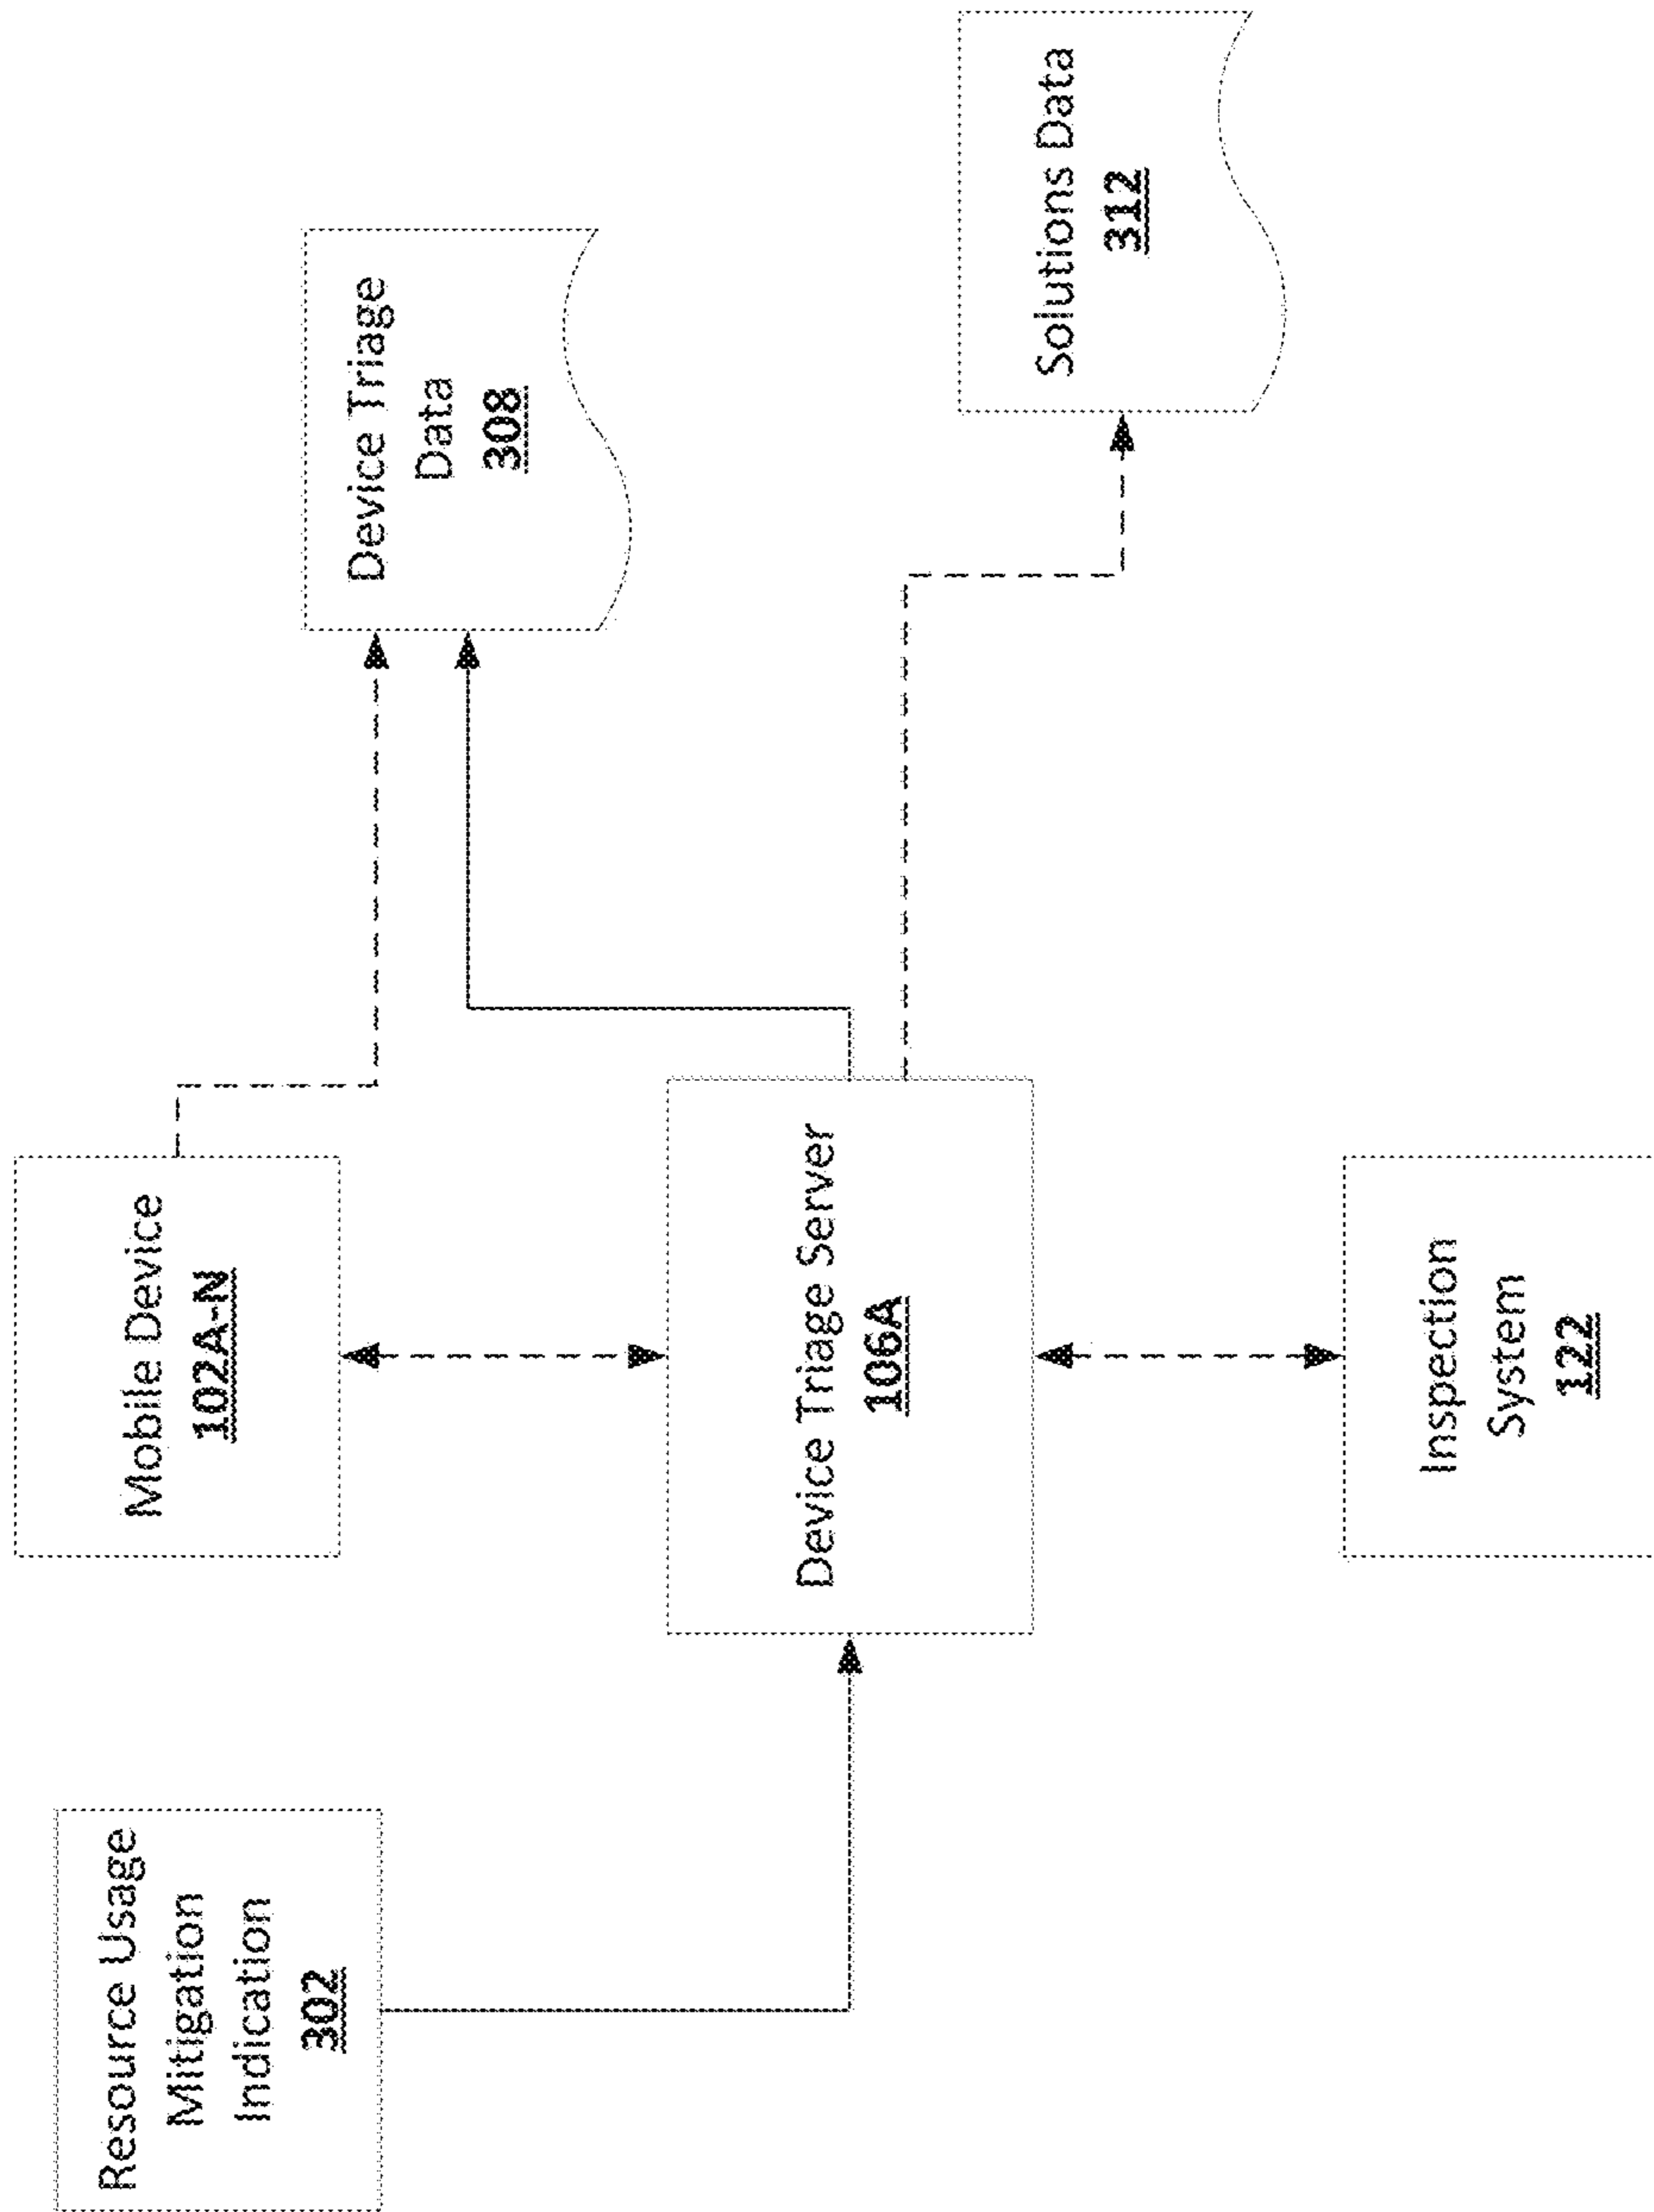 Resource Usage
Mitigation
Indication
302
Mobile Device
102A-N
Device Triage
Data
308
Device Triage Server
106A
Solutions Data
312
Inspection
System
122